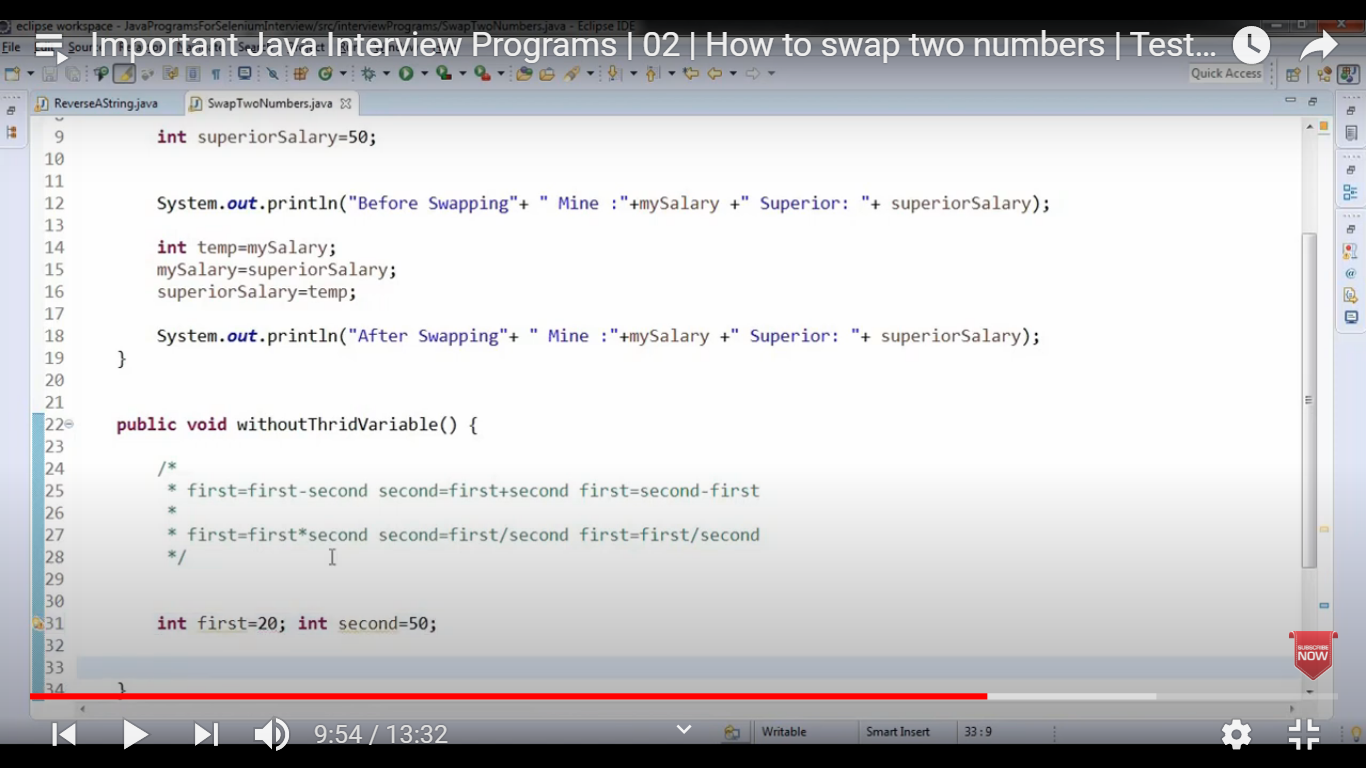 eclipse workspace - JavaProgramsForSeleniumInterview/src/interviewPrograms/SwapTwoNumbers.java - Eclipse IDE
Important Java Interview Programs | 02 | How to swap two numbers | Test...
File
Quick Access
ReverseAString.java SwapTwoNumbers.java
9 int superiorSalary=50;
10
11
12 System.out.println("Before Swapping"+ " Mine :"+mySalary +" Superior: "+ superiorSalary);
13
14 int temp=mySalary;
15 mySalary=superiorSalary;
16 superiorSalary=temp;
17
18 System.out.println("After Swapping"+ " Mine :"+mySalary +" Superior: "+ superiorSalary);
19 }
20
21
22 public void withoutThridVariable() {
23
24 /*
25 * first=first-second second=first+second first=second-first
26 *
27 * first=first*second second=first/second first=first/second
28 */
29
30
31 int first=20; int second=50;
32
33
34 }
SUBSCRIBE
NOW
9:54 / 13:32
Writable Smart Insert 33:9